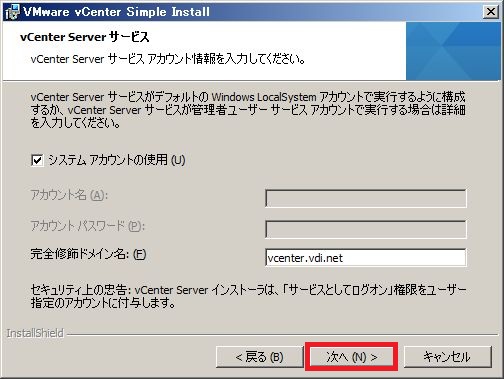 VMware vCenter Simple Install
vCenter Server サービス
vCenter Server サービス アカウント情報を入力してください。
vCenter Server サービスがデフォルトの Windows LocalSystem アカウントで実行するように構成
するか、vCenter Server サービスが管理者ユーザー サービス アカウントで実行する場合は詳細
を入力してください。
システム アカウントの使用 (U)
アカウント名 (A):
アカウント パスワード (P):
完全修飾ドメイン名: (F)
vcenter.vdi.net
セキュリティ上の忠告: vCenter Server インストーラは、「サービスとしてログオン」権限をユーザー
指定のアカウントに付与します。
InstallShield
< 戻る (B)
次へ (N) >
キャンセル